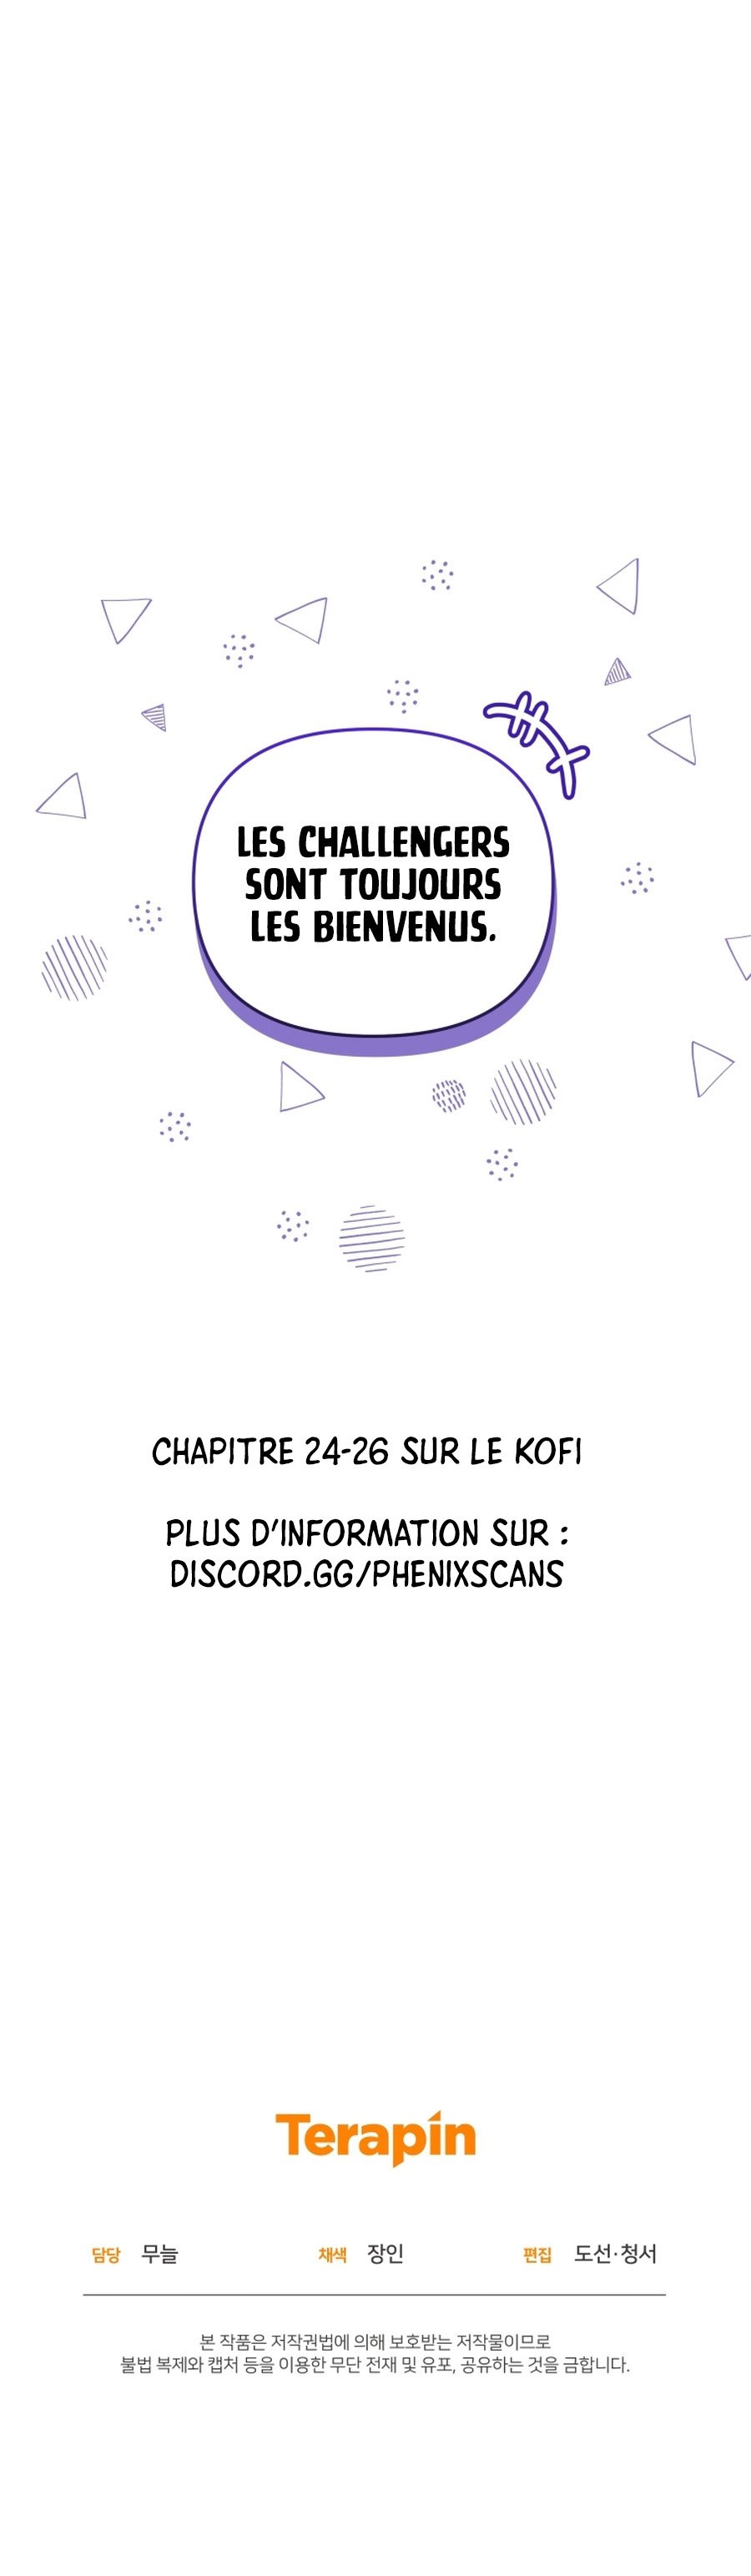 LES CHALLENGERS
SONT TOUJOURS
LES BIENVENUS.
CHAPITRE 24-26 SUR LE KOFI
PLUS D'INFORMATION SUR :
DISCORD.GG/PHENIXSCANS
Terapin
담당 무늘 채색 장인 편집 도선·청서
본 작품은 저작권법에 의해 보호받는 저작물이므로
불법 복제와 캡처 등을 이용한 무단 전재 및 유포, 공유하는 것을 금합니다.